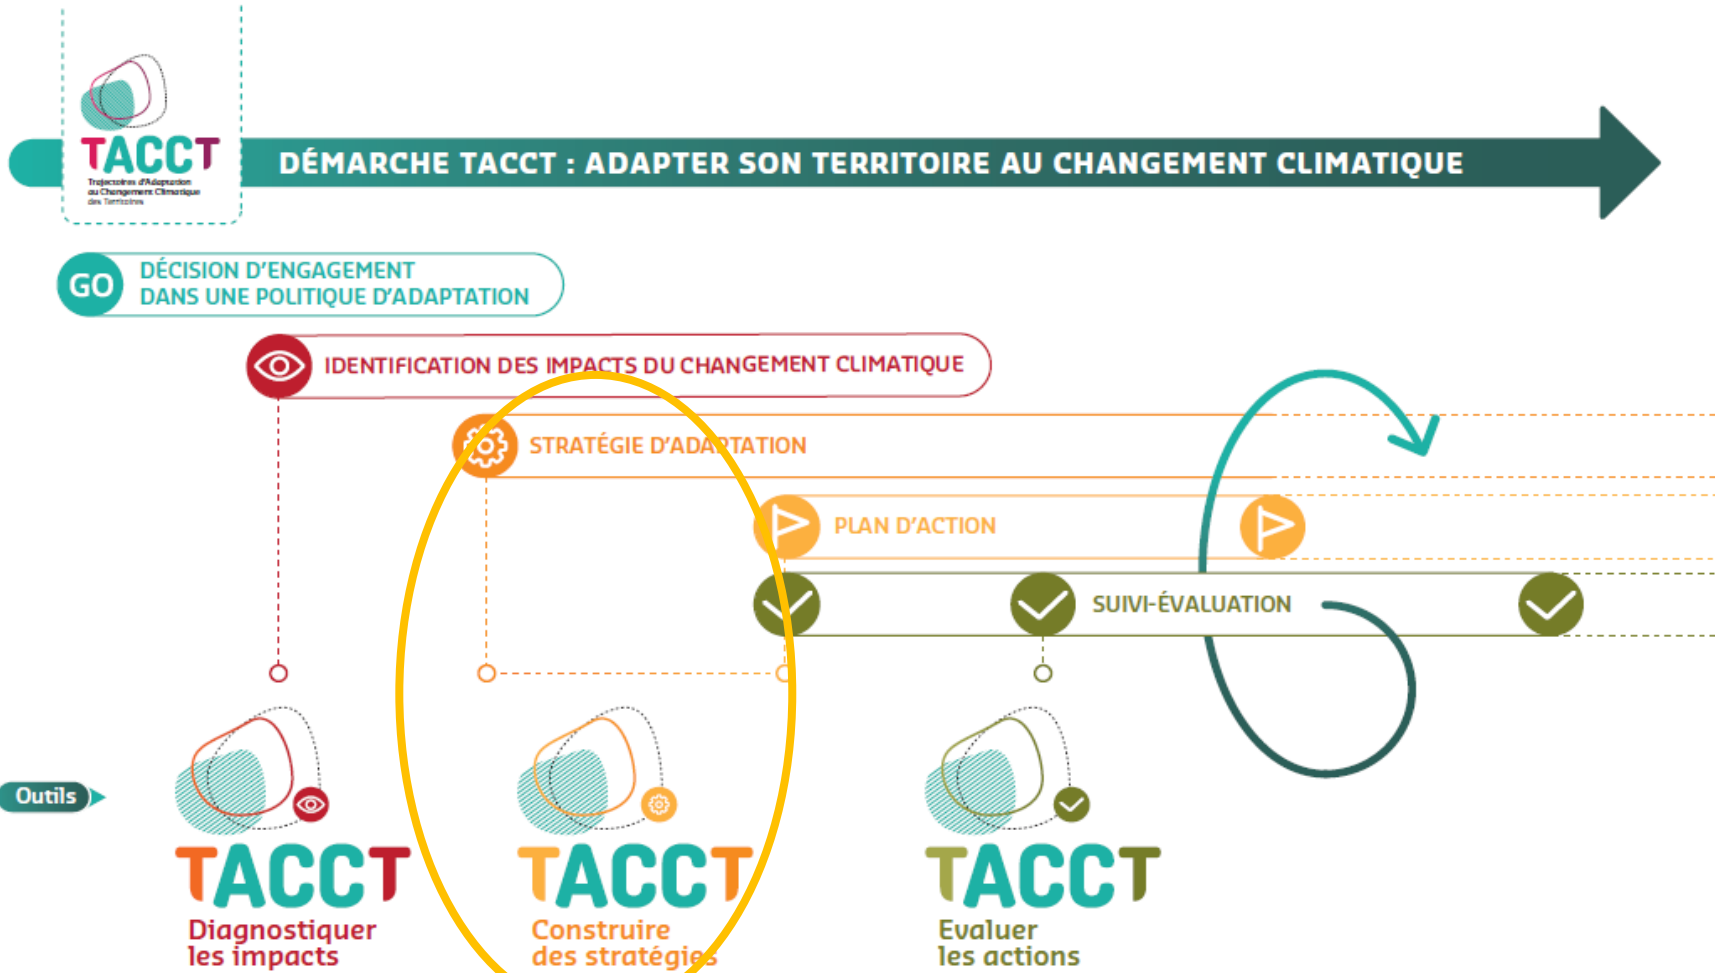 TACCT
Trajectoires d'Adaptation
au Changement Climatique
des Territoires
DÉMARCHE TACCT : ADAPTER SON TERRITOIRE AU CHANGEMENT CLIMATIQUE
GO
DÉCISION D'ENGAGEMENT
DANS UNE POLITIQUE D'ADAPTATION
IDENTIFICATION DES IMPACTS DU CHANGEMENT CLIMATIQUE
STRATÉGIE D'ADAPTATION
PLAN D'ACTION
SUIVI-ÉVALUATION
Outils
TACCT
Diagnostiquer
les impacts
TACCT
Construire
des stratégies
TACCT
Evaluer
les actions